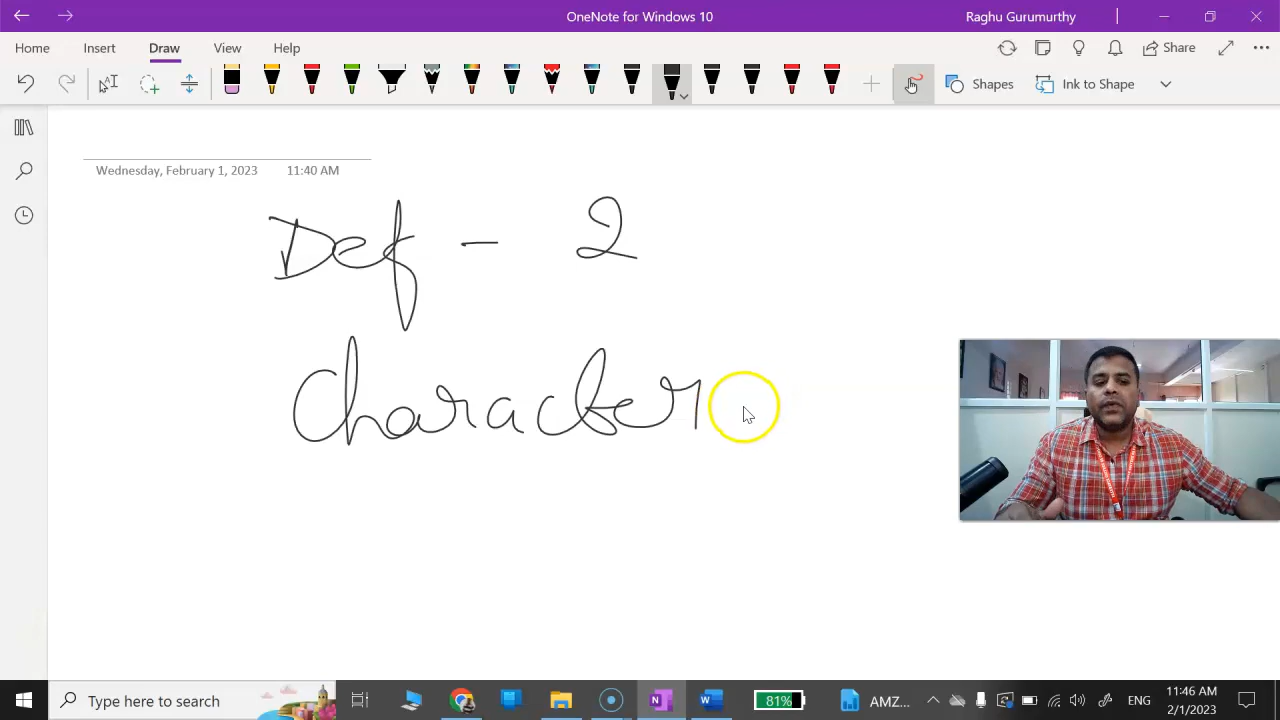 OneNote for Windows 10
Raghu Gurumurthy
Home Insert Draw View Help
Share
Shapes
Ink to Shape
Wednesday, February 1, 2023 11:40 AM
Def - 2
Character
Type here to search
81%
AMZ...
ENG
11:46 AM
2/1/2023